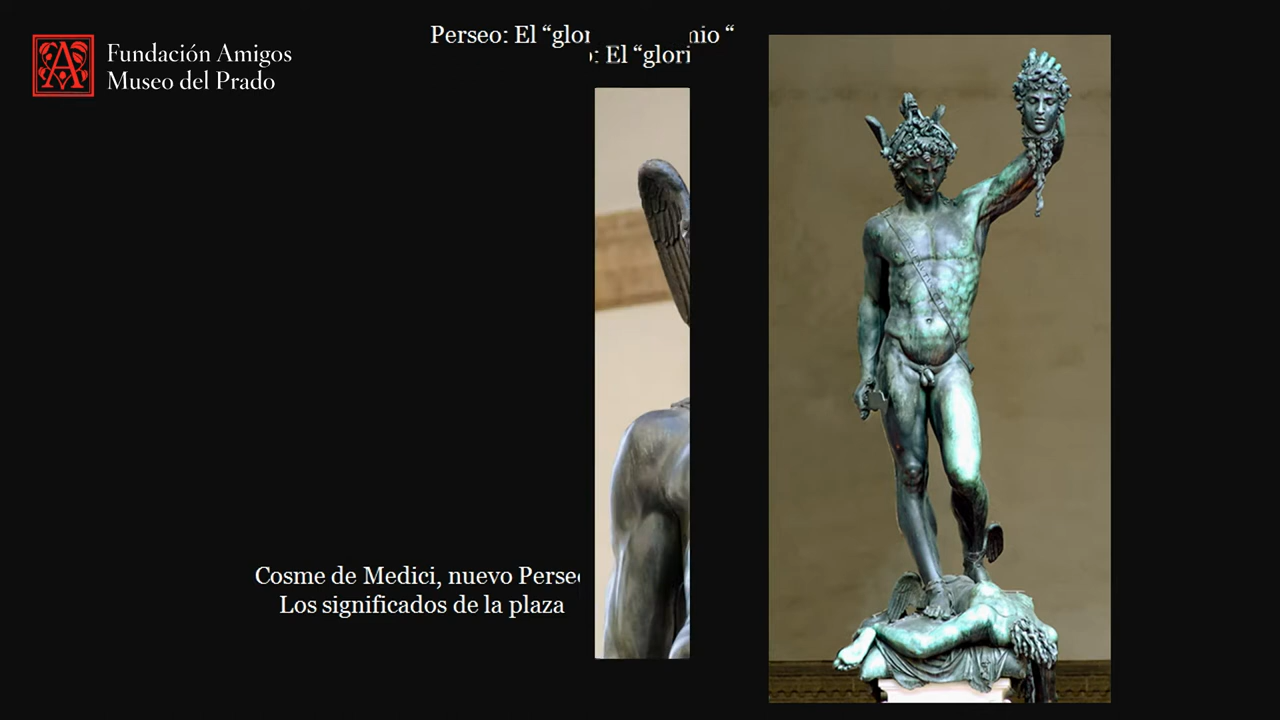 Fundación Amigos
Museo del Prado
Perseo: El “glor nio “
: El “glori
Cosme de Medici, nuevo Perseo
Los significados de la plaza